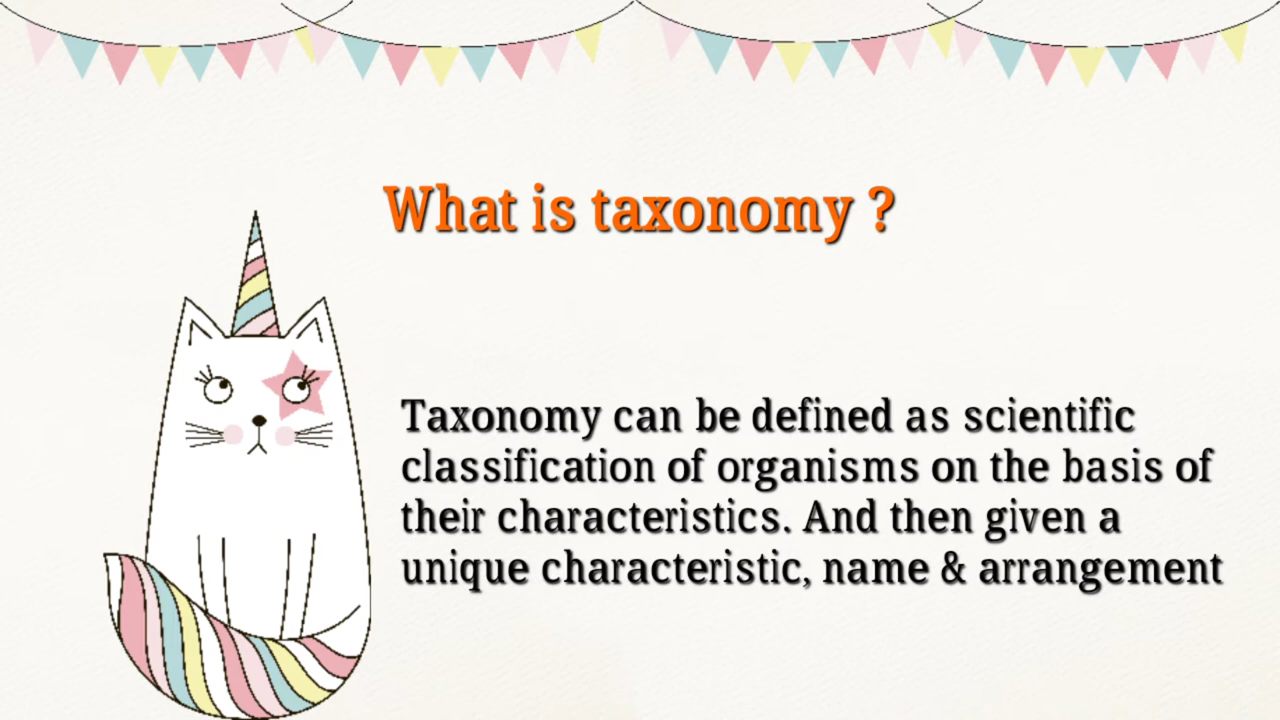 What is taxonomy ?
Taxonomy can be defined as scientific
classification of organisms on the basis of
their characteristics. And then given a
unique characteristic, name & arrangement